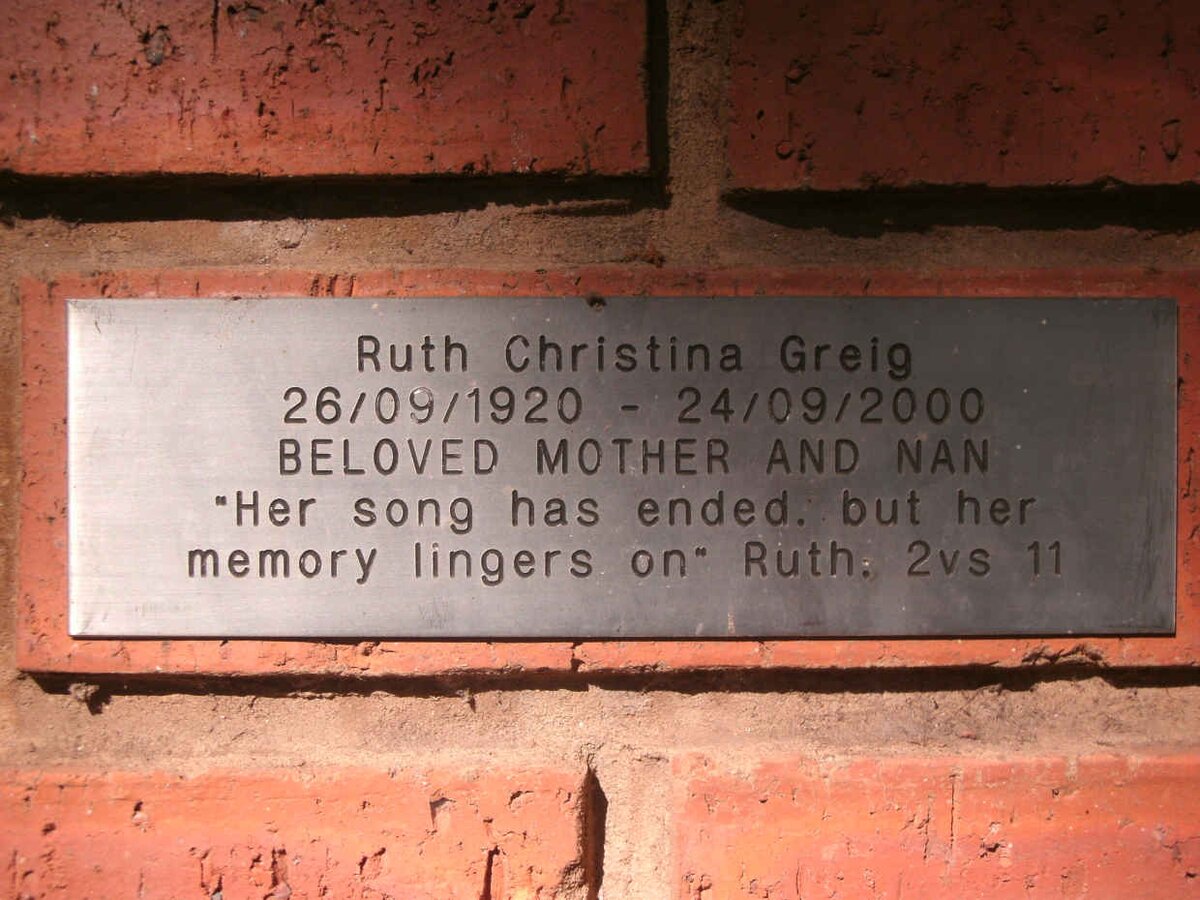 Ruth Christina Greig
26/09/1920 - 24/09/2000
BELOVED MOTHER AND NAN
"Her song has ended. but her
memory lingers on" Ruth. 2vs 11